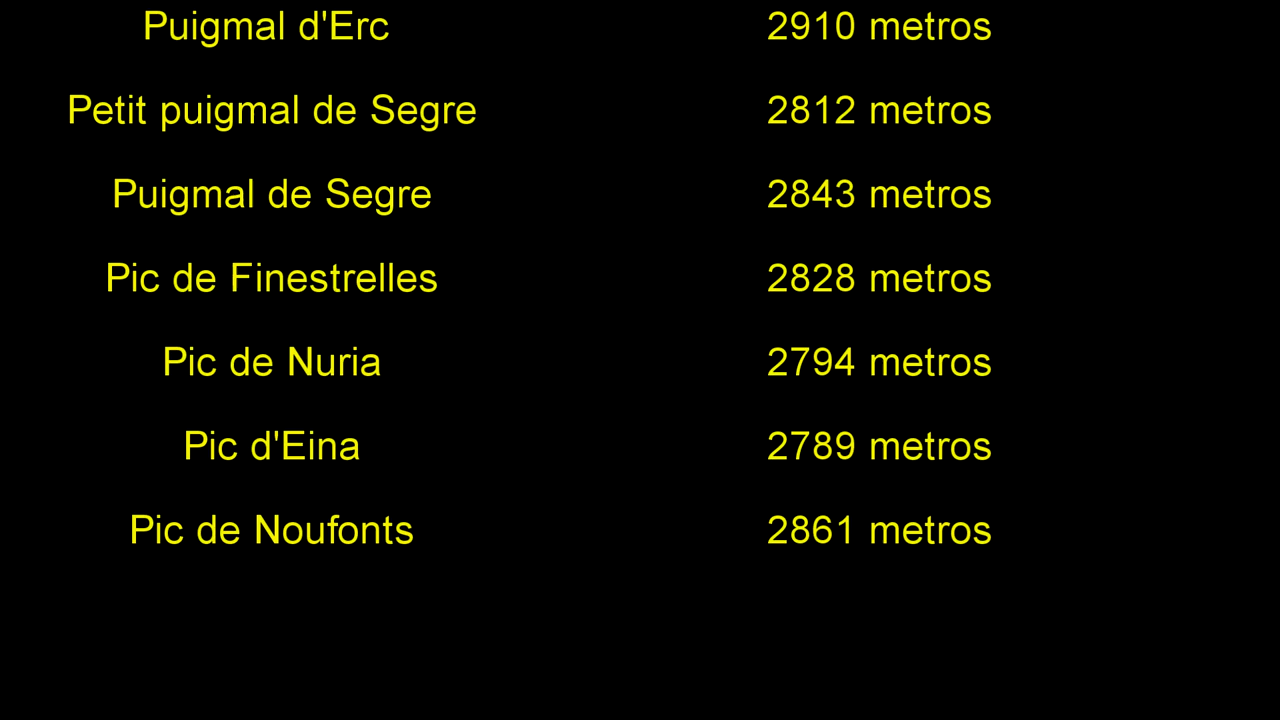 Puigmal d'Erc 2910 metros
Petit puigmal de Segre 2812 metros
Puigmal de Segre 2843 metros
Pic de Finestrelles 2828 metros
Pic de Nuria 2794 metros
Pic d'Eina 2789 metros
Pic de Noufonts 2861 metros